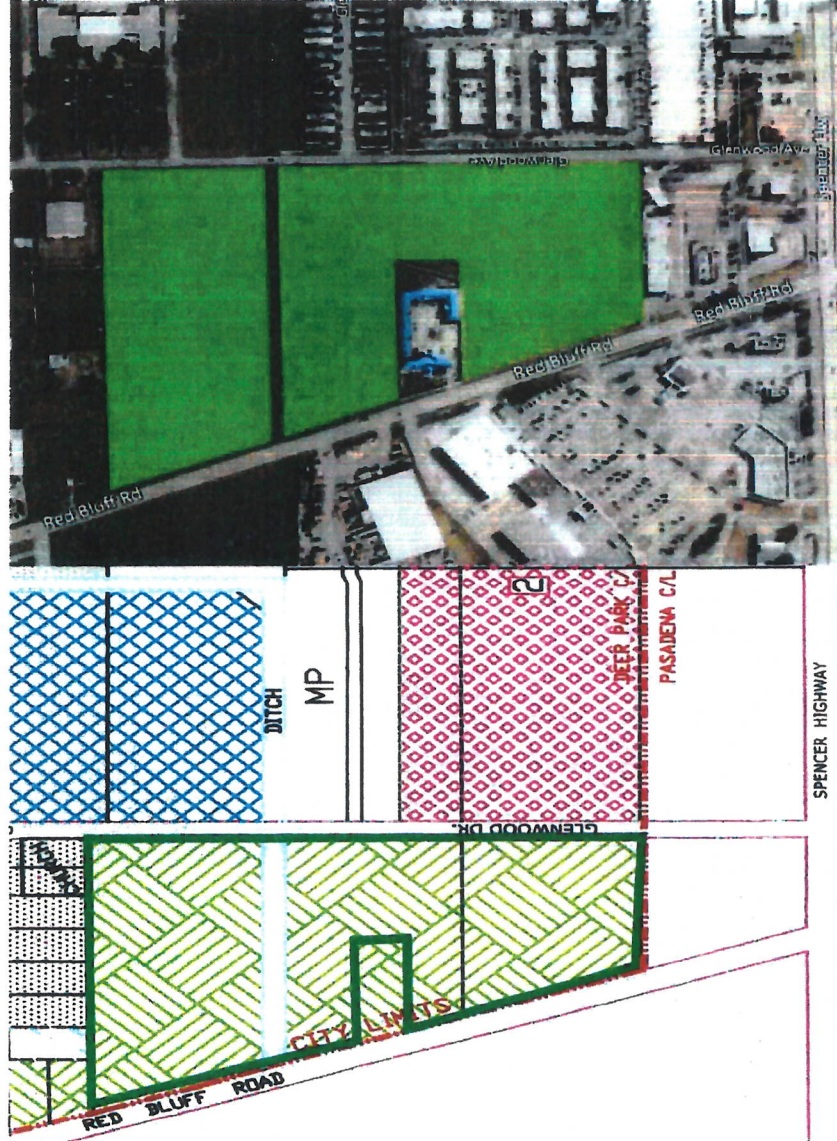 Glenwood Ave
Glenwood Ave
Spencer Hwy
Red Bluff Rd
Red Bluff Rd
Red Bluff Rd
2
DEER PARK C/L
PASADENA C/L
DITCH
MP
SPENCER HIGHWAY
GLENWOOD DR.
CITY LIMITS
RED BLUFF ROAD